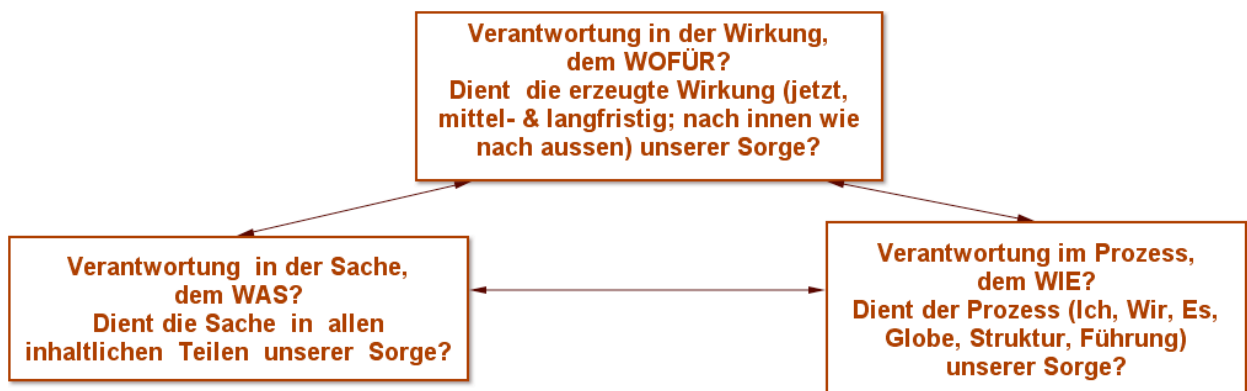 Verantwortung in der Wirkung,
dem WOFÜR?
Dient die erzeugte Wirkung (jetzt,
mittel- & langfristig; nach innen wie
nach aussen) unserer Sorge?
Verantwortung in der Sache,
dem WAS?
Dient die Sache in allen
inhaltlichen Teilen unserer Sorge?
Verantwortung im Prozess,
dem WIE?
Dient der Prozess (Ich, Wir, Es,
Globe, Struktur, Führung)
unserer Sorge?